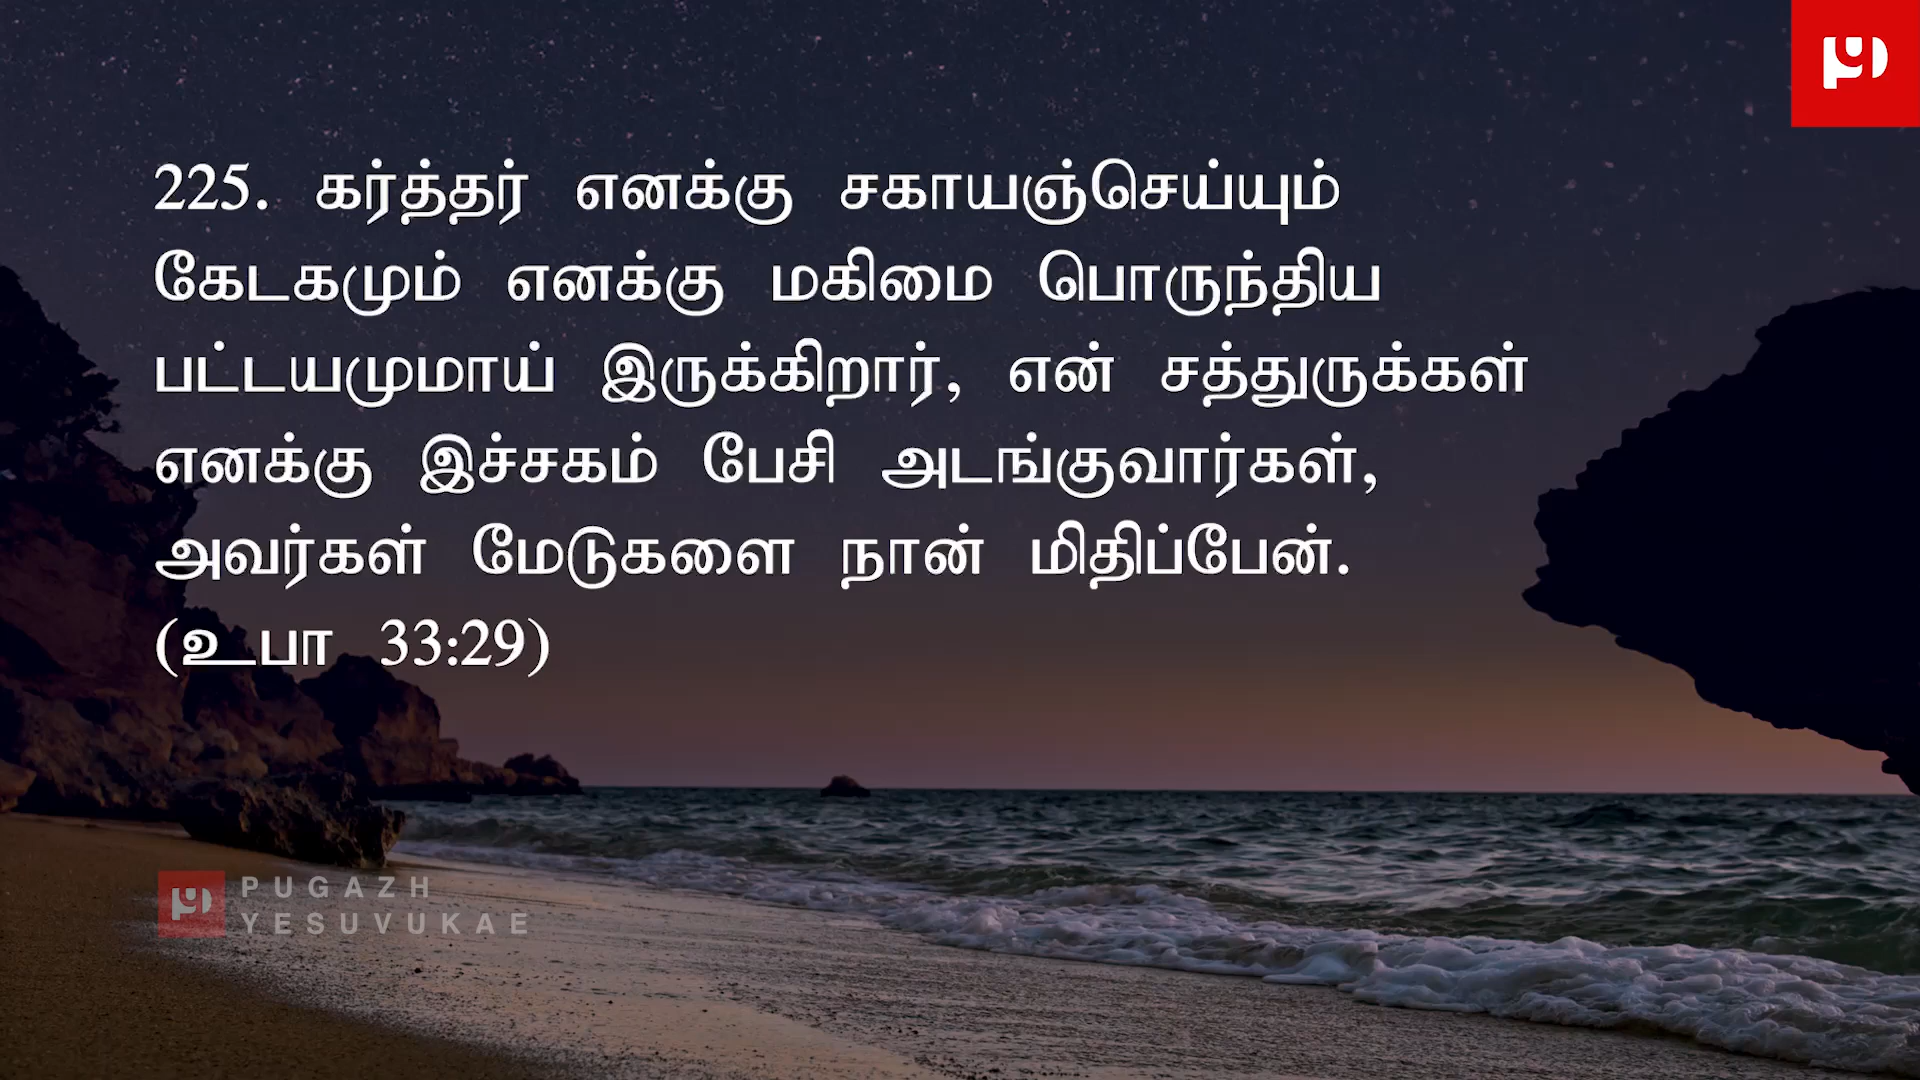 225. கர்த்தர் எனக்கு சகாயஞ்செய்யும்
கேடகமும் எனக்கு மகிமை பொருந்திய
பட்டயமுமாய் இருக்கிறார், என் சத்துருக்கள்
எனக்கு இச்சகம் பேசி அடங்குவார்கள்,
அவர்கள் மேடுகளை நான் மிதிப்பேன்.
(உபா 33:29)
PUGAZH
YESUVUKAE